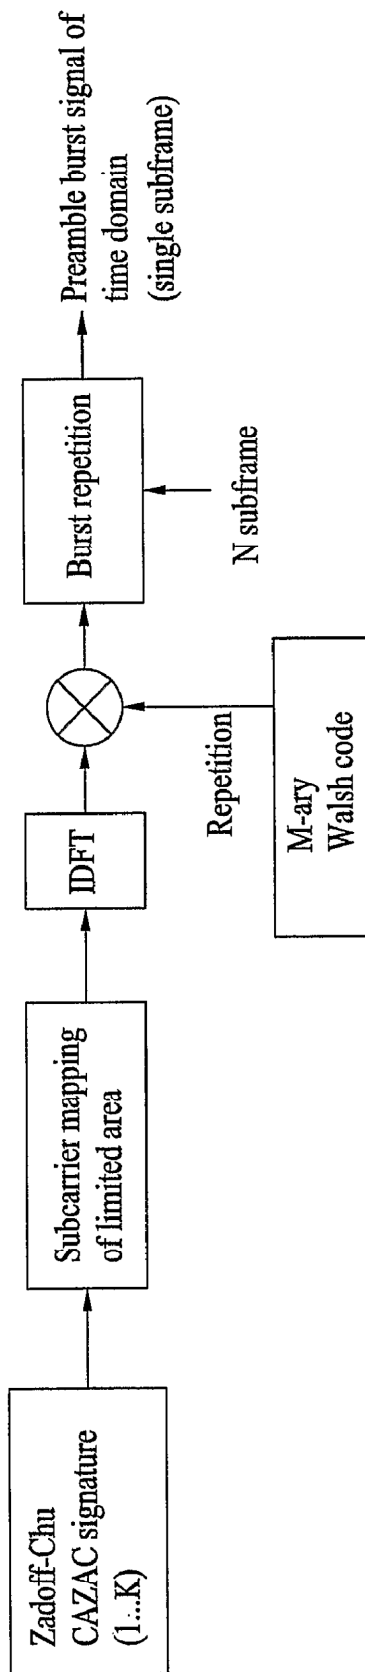 Zadoff-Chu
CAZAC signature
(1...K)
Subcarrier mapping
of limited area
IDFT
Repetition
M-ary
Walsh code
Burst repetition
N subframe
Preamble burst signal of
time domain
(single subframe)